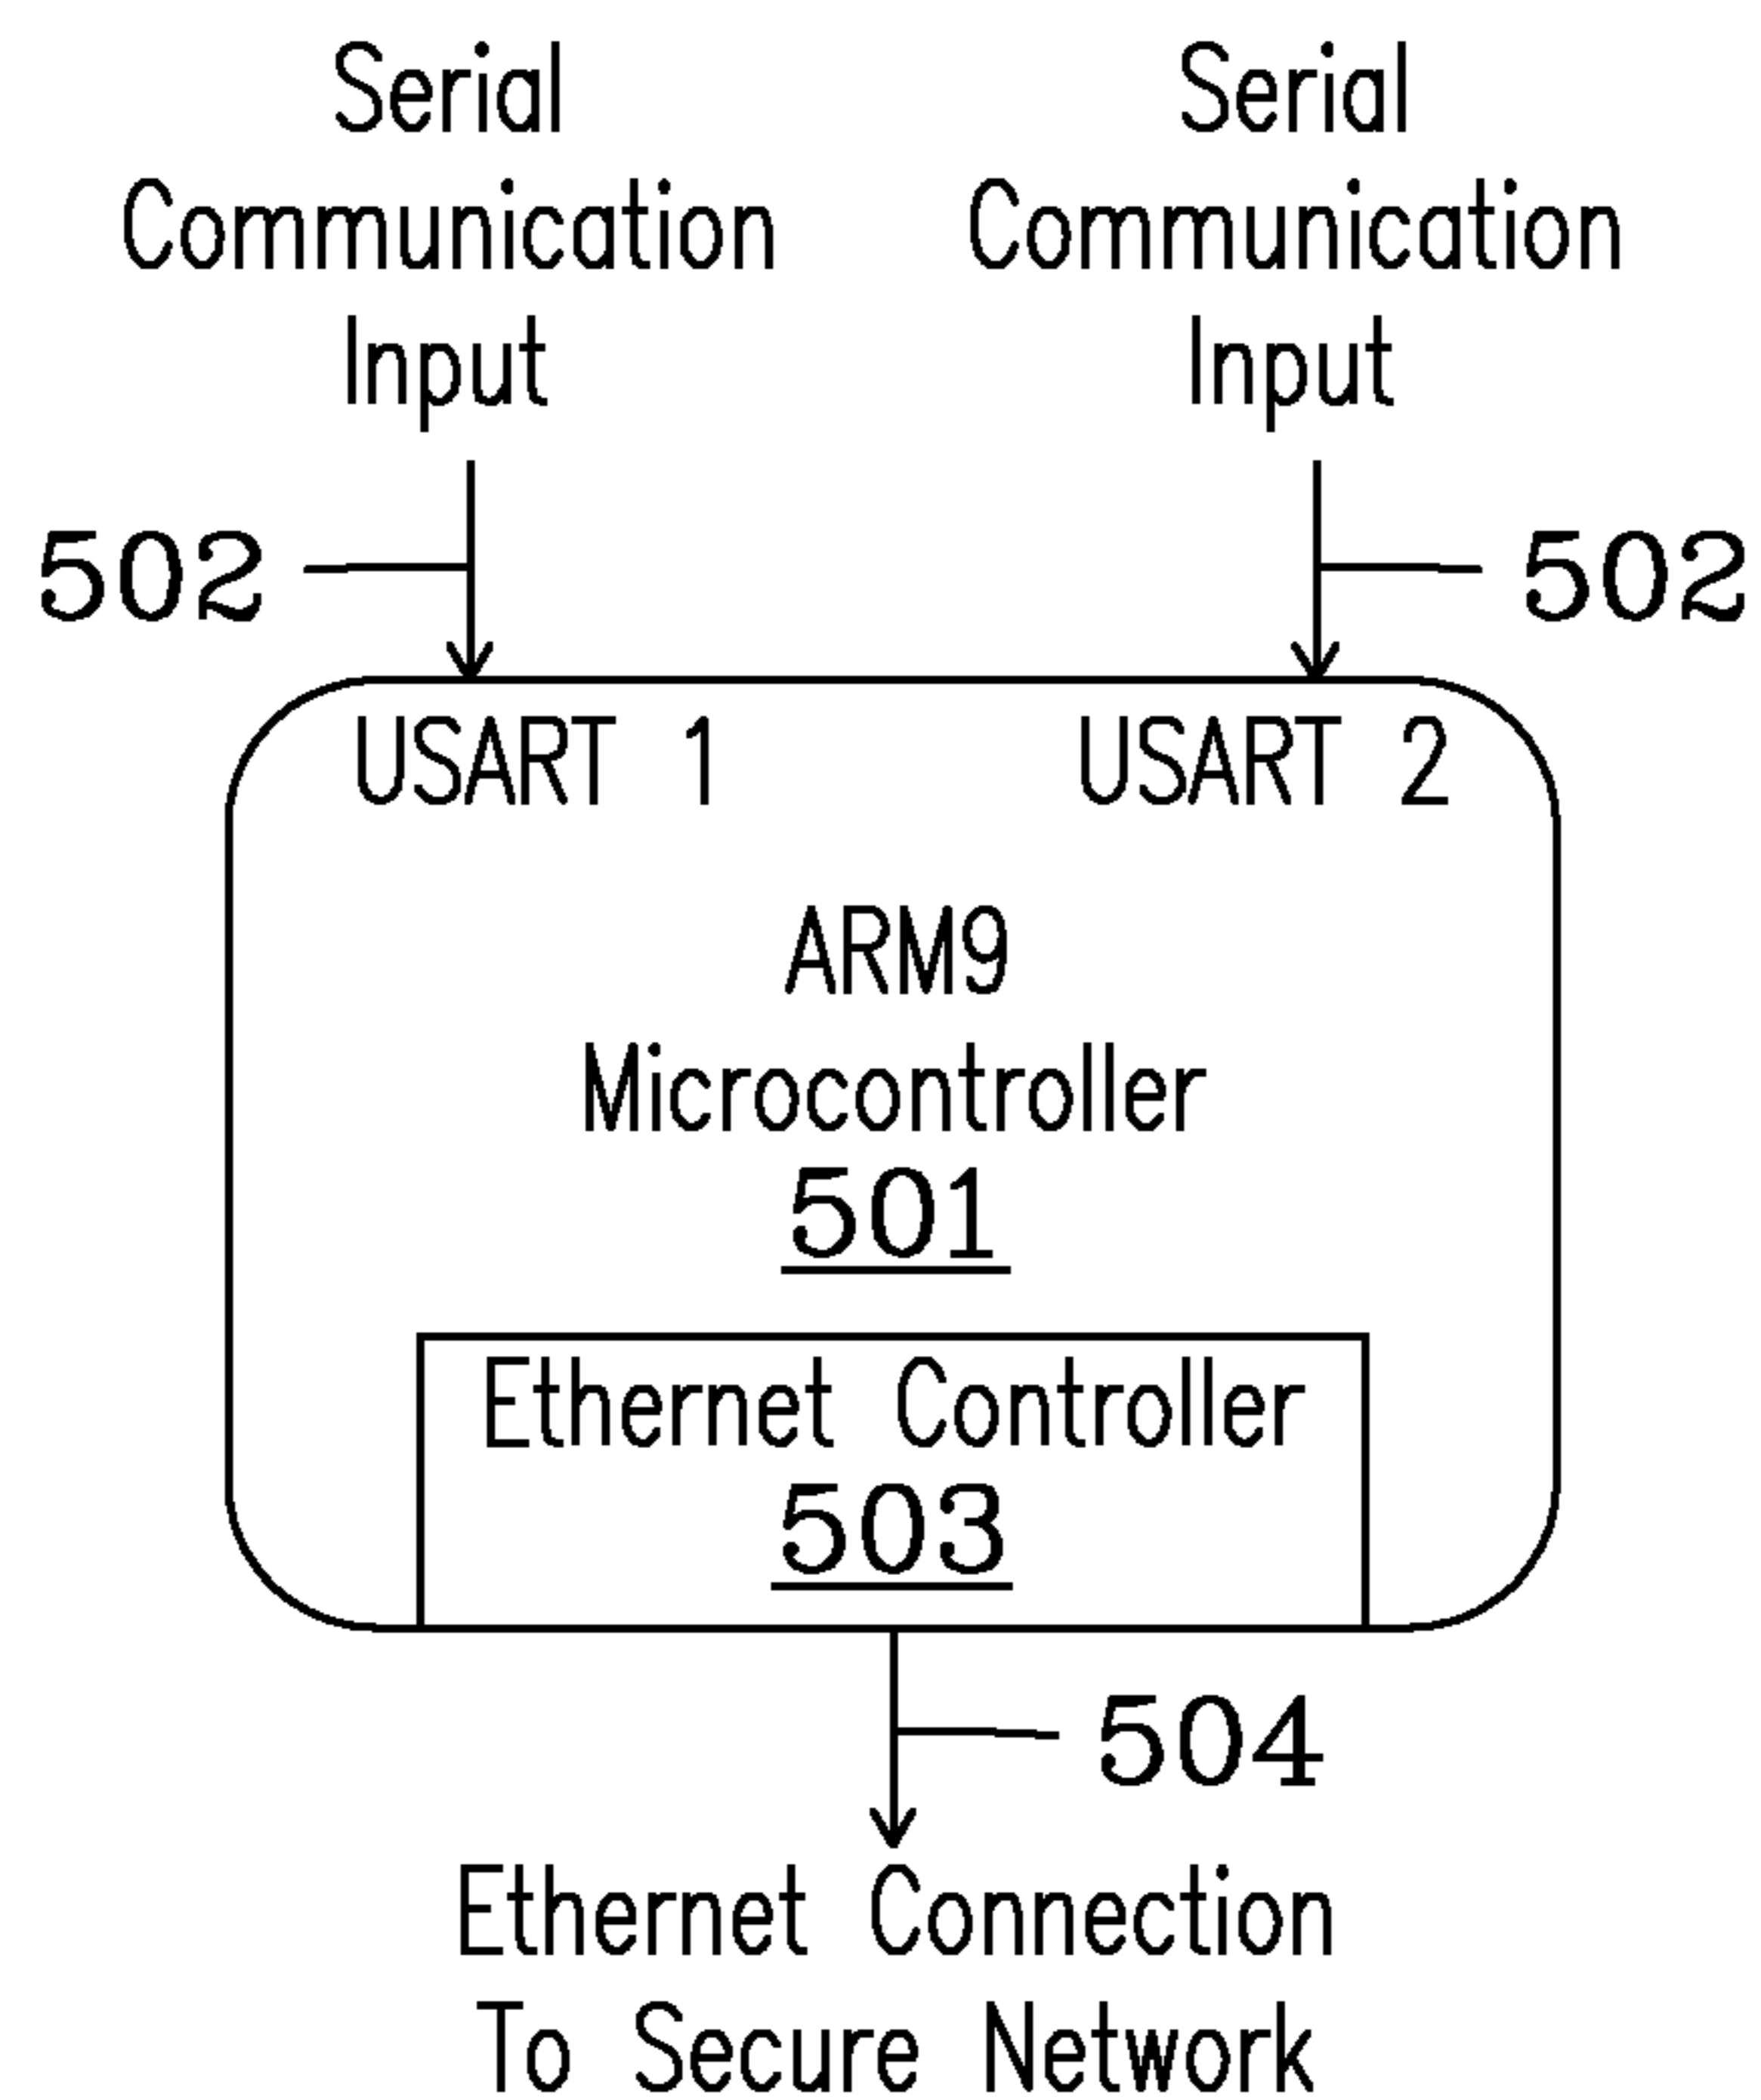 Serial
Communication
Input
Serial
Communication
Input
502
502
USART 1
USART 2
ARM9
Microcontroller
501
Ethernet Controller
503
504
Ethernet Connection
To Secure Network